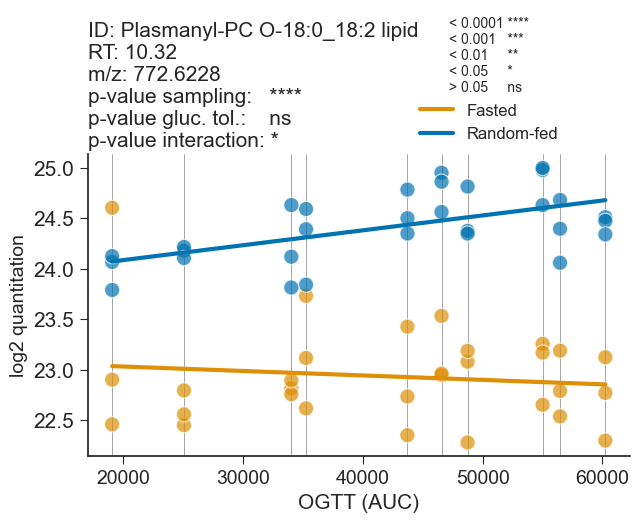 ID: Plasmanyl-PC O-18:0_18:2 lipid
RT: 10.32
m/z: 772.6228
p-value sampling: ****
p-value gluc. tol.: ns
p-value interaction: *
< 0.0001 ****
< 0.001 ***
< 0.01 **
< 0.05 *
> 0.05 ns
Fasted
Random-fed
25.0
24.5
24.0
23.5
23.0
22.5
log2 quantitation
20000 30000 40000 50000 60000
OGTT (AUC)